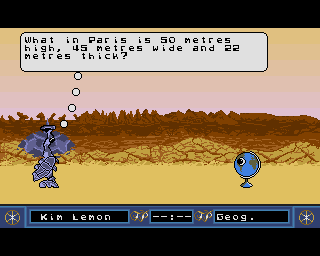 What in Paris is 50 metres
high, 45 metres wide and 22
metres thick?
Kim Lemon --:-- Geog.